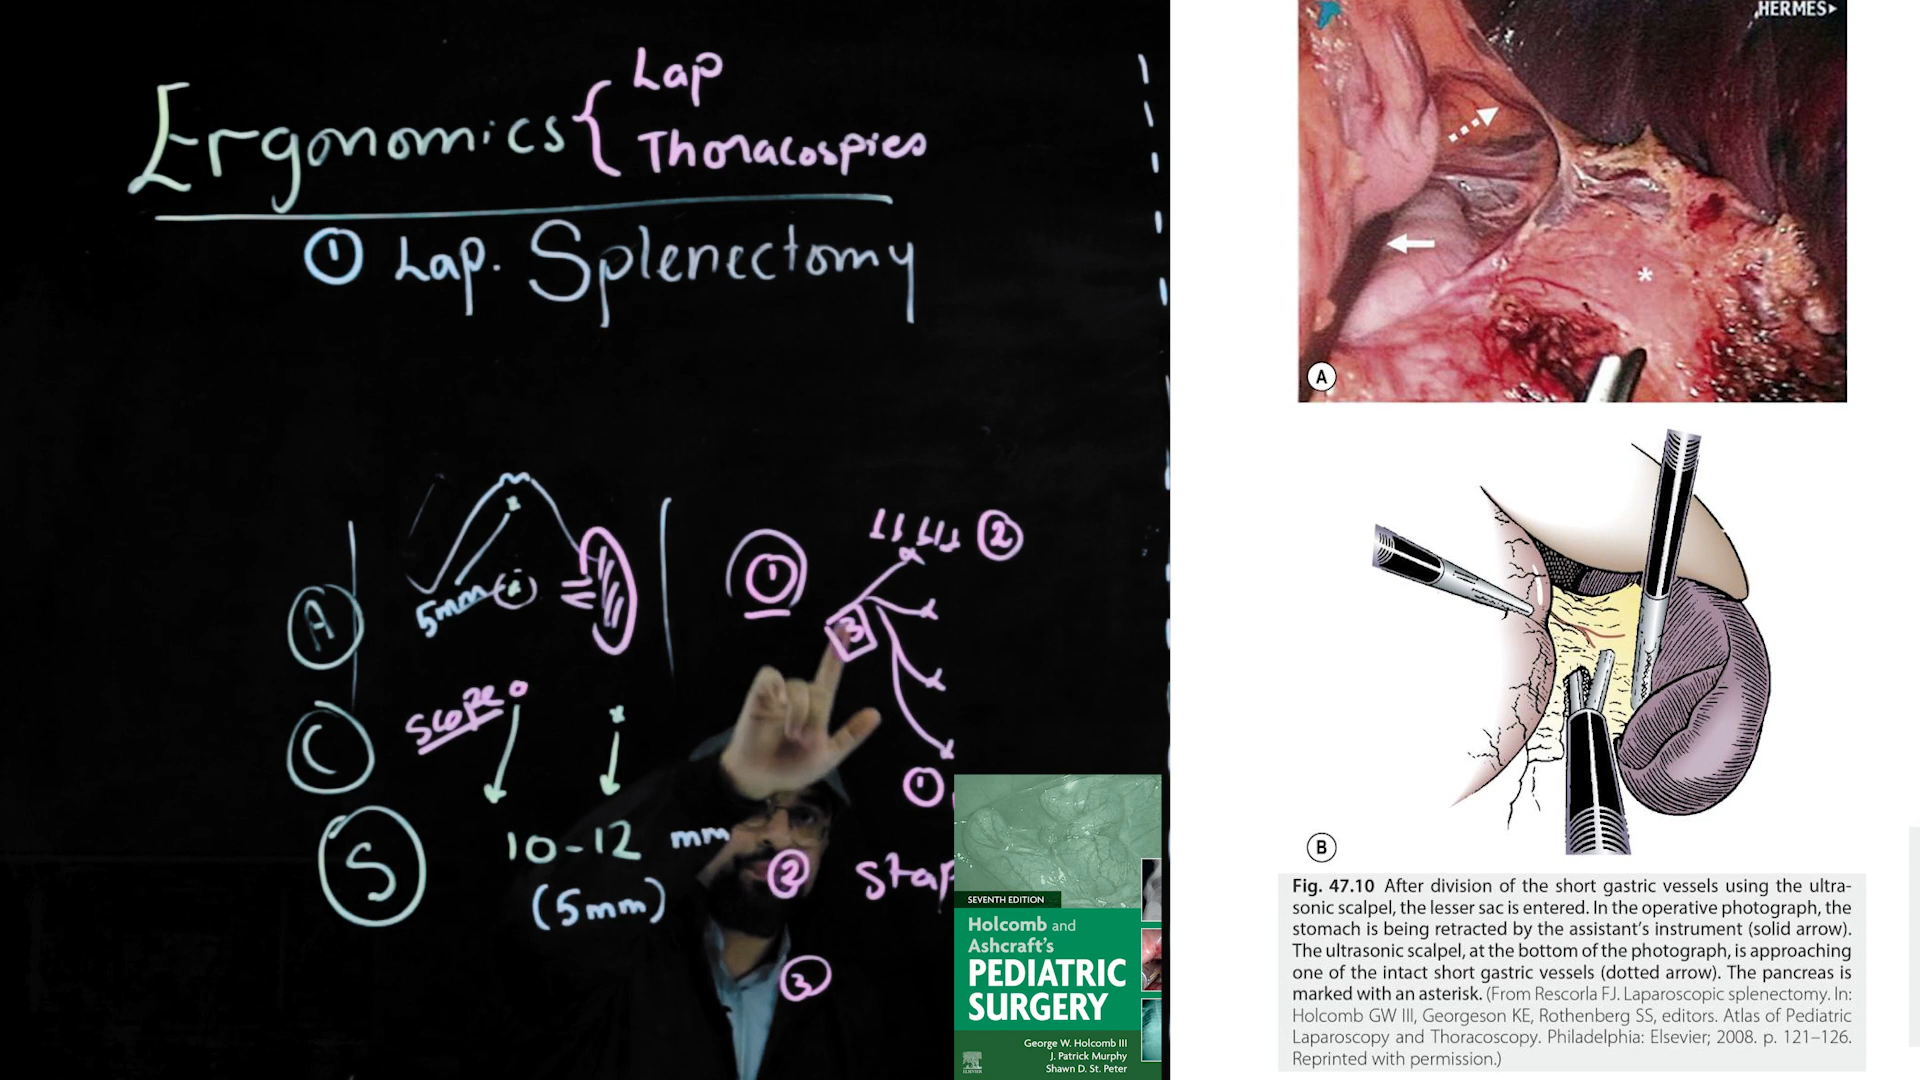 Ergonomics { Lap
Thoracospies
① Lap. Splenectomy
A
5mm
C
scope
S
10-12 mm
(5mm)
①
②
3
①
② stap
③
SEVENTH EDITION
Holcomb and
Ashcraft's
PEDIATRIC
SURGERY
George W. Holcomb III
J. Patrick Murphy
Shawn D. St. Peter
ELSEVIER
HERMES
*
A
B
Fig. 47.10 After division of the short gastric vessels using the ultra-
sonic scalpel, the lesser sac is entered. In the operative photograph, the
stomach is being retracted by the assistant's instrument (solid arrow).
The ultrasonic scalpel, at the bottom of the photograph, is approaching
one of the intact short gastric vessels (dotted arrow). The pancreas is
marked with an asterisk. (From Rescorla FJ. Laparoscopic splenectomy. In:
Holcomb GW III, Georgeson KE, Rothenberg SS, editors. Atlas of Pediatric
Laparoscopy and Thoracoscopy. Philadelphia: Elsevier; 2008. p. 121–126.
Reprinted with permission.)